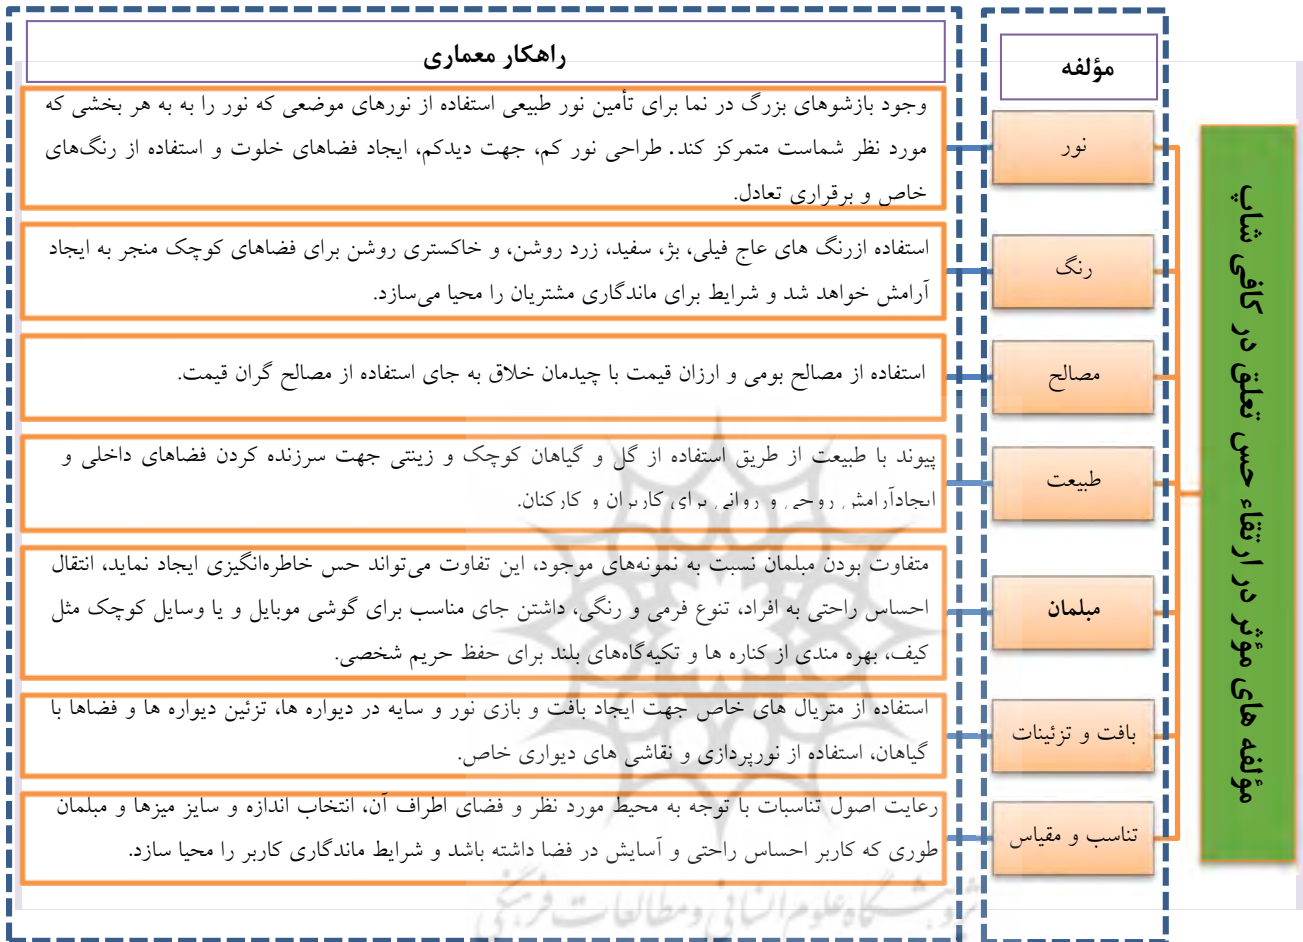 مؤلفه های مؤثر در ارتقاء حس تعلق در کافی شاپ
مؤلفه
راهکار معماری
نور
وجود بازشوهای بزرگ در نما برای تأمین نور طبیعی استفاده از نورهای موضعی که نور را به به هر بخشی که
مورد نظر شماست متمرکز کند. طراحی نور کم، جهت دیدکم، ایجاد فضاهای خلوت و استفاده از رنگ‌های
خاص و برقراری تعادل.
رنگ
استفاده ازرنگ های عاج فیلی، بژ، سفید، زرد روشن، و خاکستری روشن برای فضاهای کوچک منجر به ایجاد
آرامش خواهد شد و شرایط برای ماندگاری مشتریان را محیا می‌سازد.
مصالح
استفاده از مصالح بومی و ارزان قیمت با چیدمان خلاق به جای استفاده از مصالح گران قیمت.
طبیعت
پیوند با طبیعت از طریق استفاده از گل و گیاهان کوچک و زینتی جهت سرزنده کردن فضاهای داخلی و
ایجادآرامش روحی و روانی برای کاربران و کارکنان.
مبلمان
متفاوت بودن مبلمان نسبت به نمونه‌های موجود، این تفاوت می‌تواند حس خاطره‌انگیزی ایجاد نماید، انتقال
احساس راحتی به افراد، تنوع فرمی و رنگی، داشتن جای مناسب برای گوشی موبایل و یا وسایل کوچک مثل
کیف، بهره مندی از کناره ها و تکیه‌گاه‌های بلند برای حفظ حریم شخصی.
بافت و تزئینات
استفاده از متریال های خاص جهت ایجاد بافت و بازی نور و سایه در دیواره ها، تزئین دیواره ها و فضاها با
گیاهان، استفاده از نورپردازی و نقاشی های دیواری خاص.
تناسب و مقیاس
رعایت اصول تناسبات با توجه به محیط مورد نظر و فضای اطراف آن، انتخاب اندازه و سایز میزها و مبلمان
طوری که کاربر احساس راحتی و آسایش در فضا داشته باشد و شرایط ماندگاری کاربر را محیا سازد.
پژوهشگاه علوم انسانی و مطالعات فرهنگی